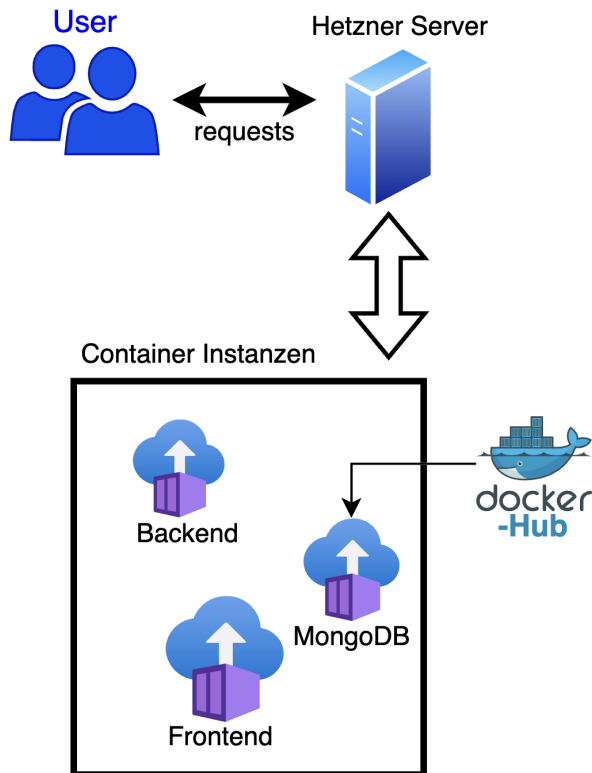 User
Hetzner Server
requests
Container Instanzen
Backend
docker
-Hub
MongoDB
Frontend